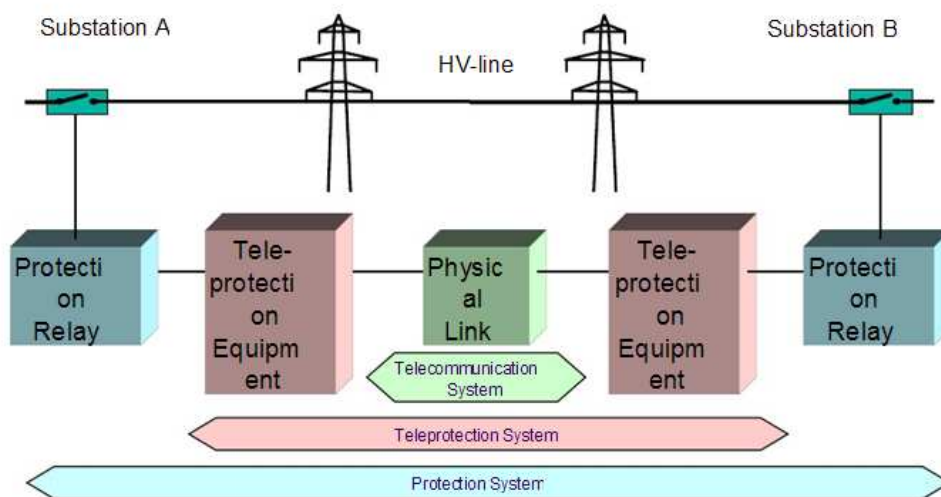 Substation A
Substation B
HV-line
Protecti
on
Relay
Tele-
protecti
on
Equipm
ent
Physic
al
Link
Tele-
protecti
on
Equipm
ent
Protecti
on
Relay
Telecommunication
System
Teleprotection System
Protection System